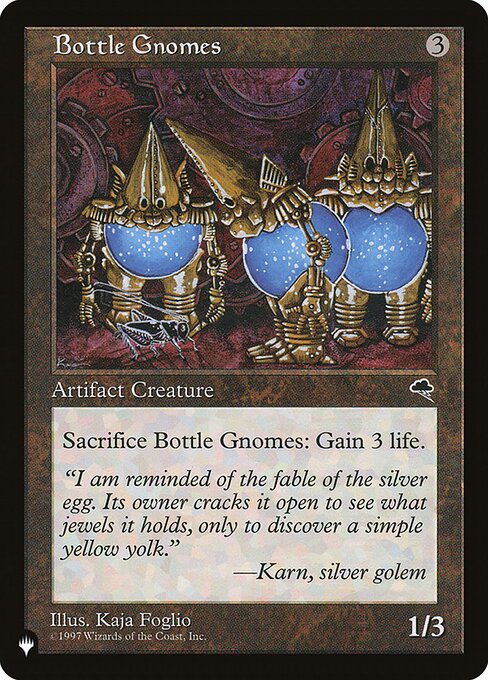 Bottle Gnomes 3
Artifact Creature
Sacrifice Bottle Gnomes: Gain 3 life.
“I am reminded of the fable of the silver
egg. Its owner cracks it open to see what
jewels it holds, only to discover a simple
yellow yolk.”
—Karn, silver golem
Illus. Kaja Foglio
©1997 Wizards of the Coast, Inc.
1/3